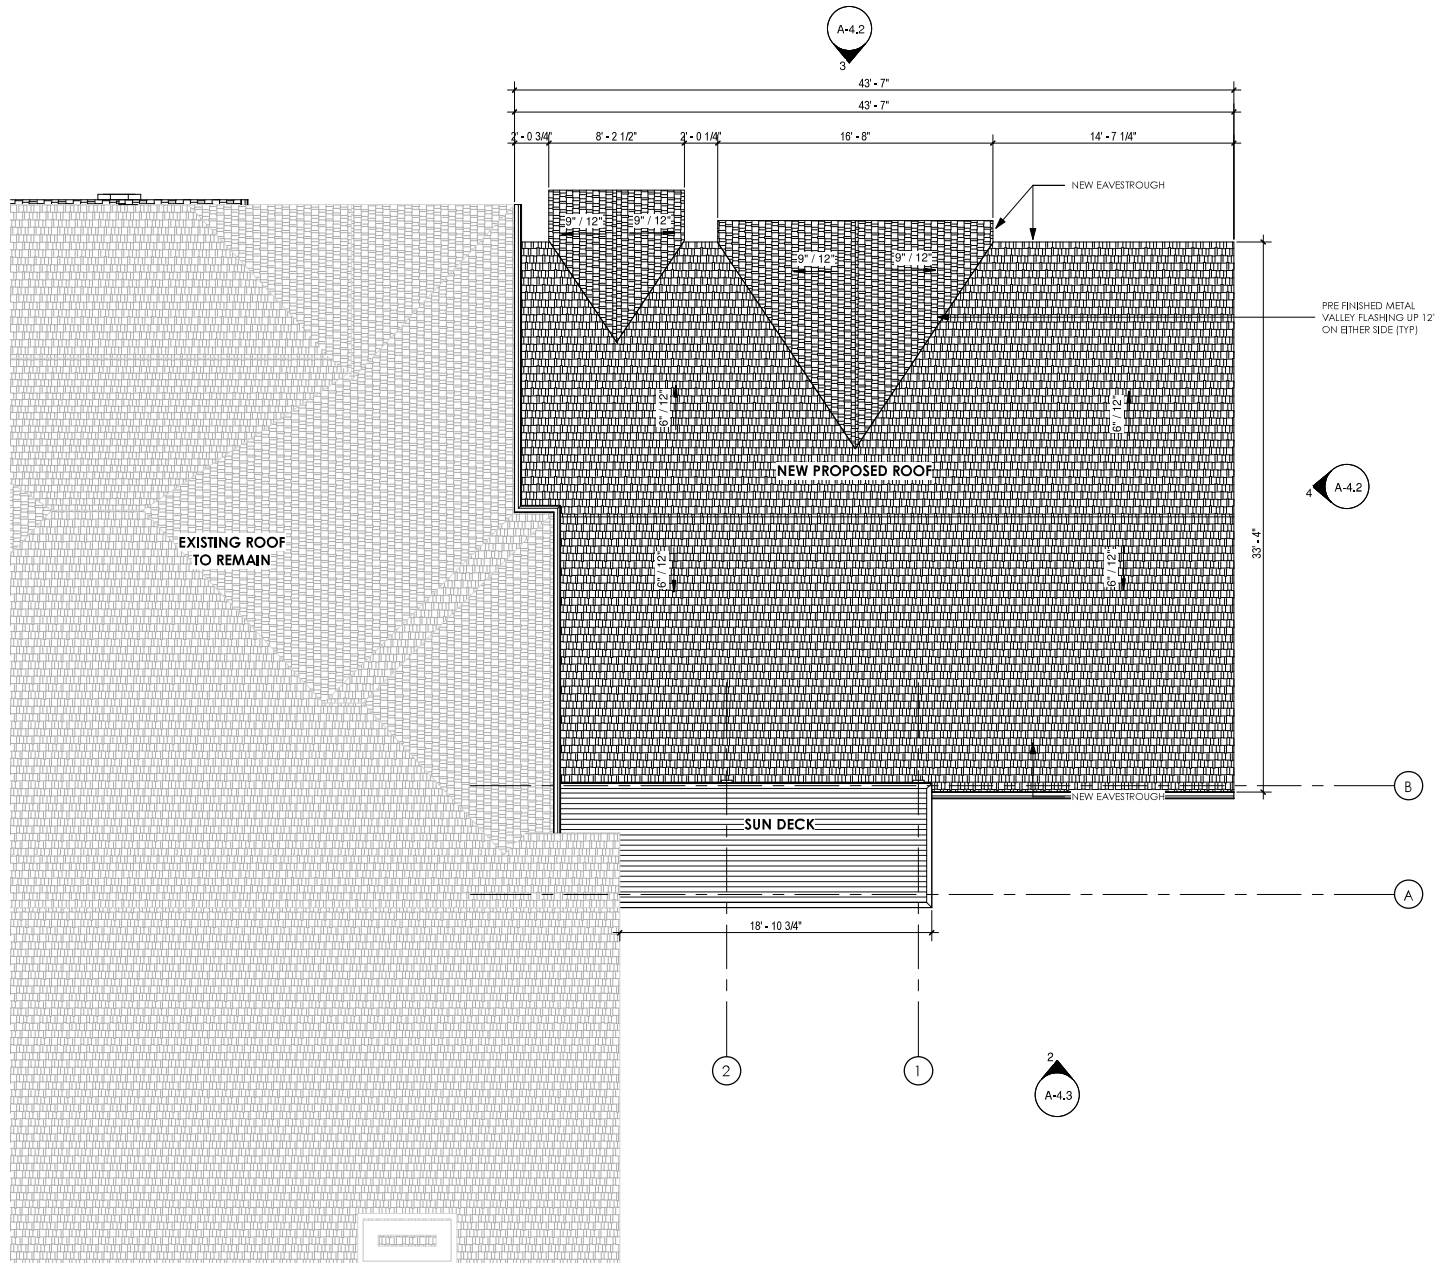 A-4.2
3
43' - 7"
43' - 7"
2' - 0 3/4"
8' - 2 1/2"
2' - 0 1/4"
16' - 8"
14' - 7 1/4"
NEW EAVESTROUGH
9" / 12"
9" / 12"
9" / 12"
9" / 12"
PRE FINISHED METAL
VALLEY FLASHING UP 12'
ON EITHER SIDE (TYP)
6" / 12"
6" / 12"
NEW PROPOSED ROOF
4
A-4.2
EXISTING ROOF
TO REMAIN
33' - 4"
6" / 12"
6" / 12"
NEW EAVESTROUGH
B
SUN DECK
A
18' - 10 3/4"
2
1
2
A-4.3